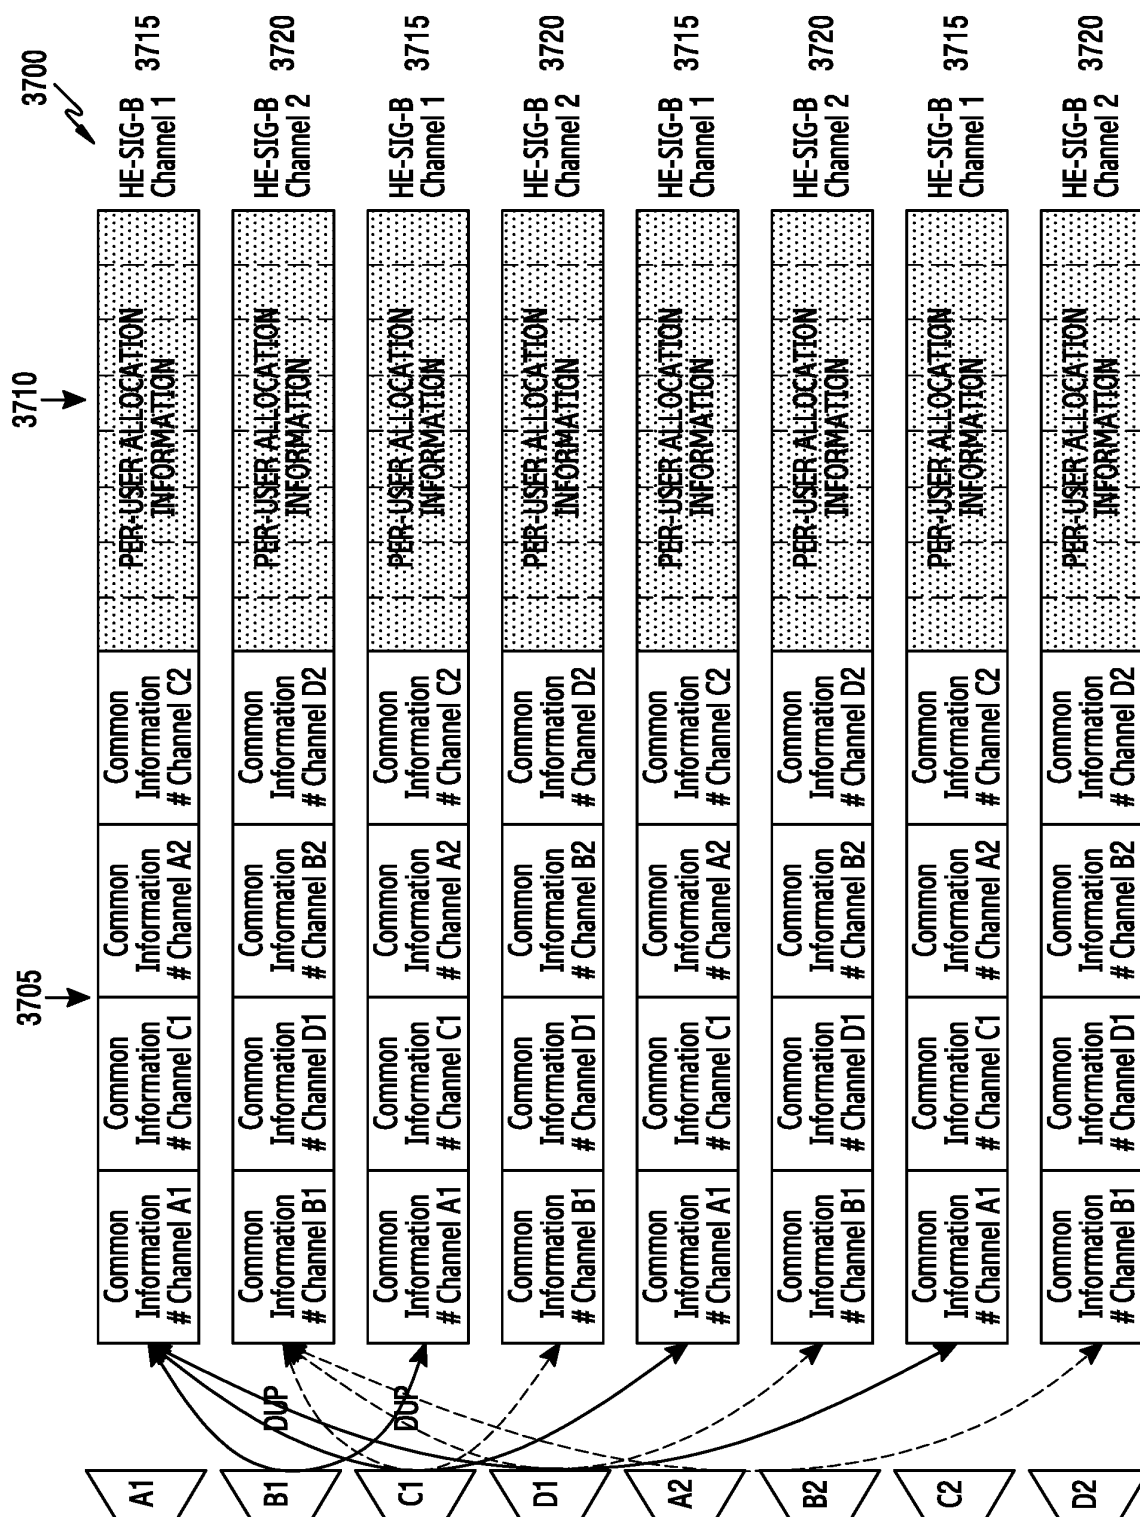 3700
3705
3710
A1
Common
Information
# Channel A1
Common
Information
# Channel C1
Common
Information
# Channel A2
Common
Information
# Channel C2
PER-USER ALLOCATION
INFORMATION
HE-SIG-B
Channel 1
3715
B1
DUP
Common
Information
# Channel B1
Common
Information
# Channel D1
Common
Information
# Channel B2
Common
Information
# Channel D2
PER-USER ALLOCATION
INFORMATION
HE-SIG-B
Channel 2
3720
C1
DUP
Common
Information
# Channel A1
Common
Information
# Channel C1
Common
Information
# Channel A2
Common
Information
# Channel C2
PER-USER ALLOCATION
INFORMATION
HE-SIG-B
Channel 1
3715
D1
Common
Information
# Channel B1
Common
Information
# Channel D1
Common
Information
# Channel B2
Common
Information
# Channel D2
PER-USER ALLOCATION
INFORMATION
HE-SIG-B
Channel 2
3720
A2
Common
Information
# Channel A1
Common
Information
# Channel C1
Common
Information
# Channel A2
Common
Information
# Channel C2
PER-USER ALLOCATION
INFORMATION
HE-SIG-B
Channel 1
3715
B2
Common
Information
# Channel B1
Common
Information
# Channel D1
Common
Information
# Channel B2
Common
Information
# Channel D2
PER-USER ALLOCATION
INFORMATION
HE-SIG-B
Channel 2
3720
C2
Common
Information
# Channel A1
Common
Information
# Channel C1
Common
Information
# Channel A2
Common
Information
# Channel C2
PER-USER ALLOCATION
INFORMATION
HE-SIG-B
Channel 1
3715
D2
Common
Information
# Channel B1
Common
Information
# Channel D1
Common
Information
# Channel B2
Common
Information
# Channel D2
PER-USER ALLOCATION
INFORMATION
HE-SIG-B
Channel 2
3720